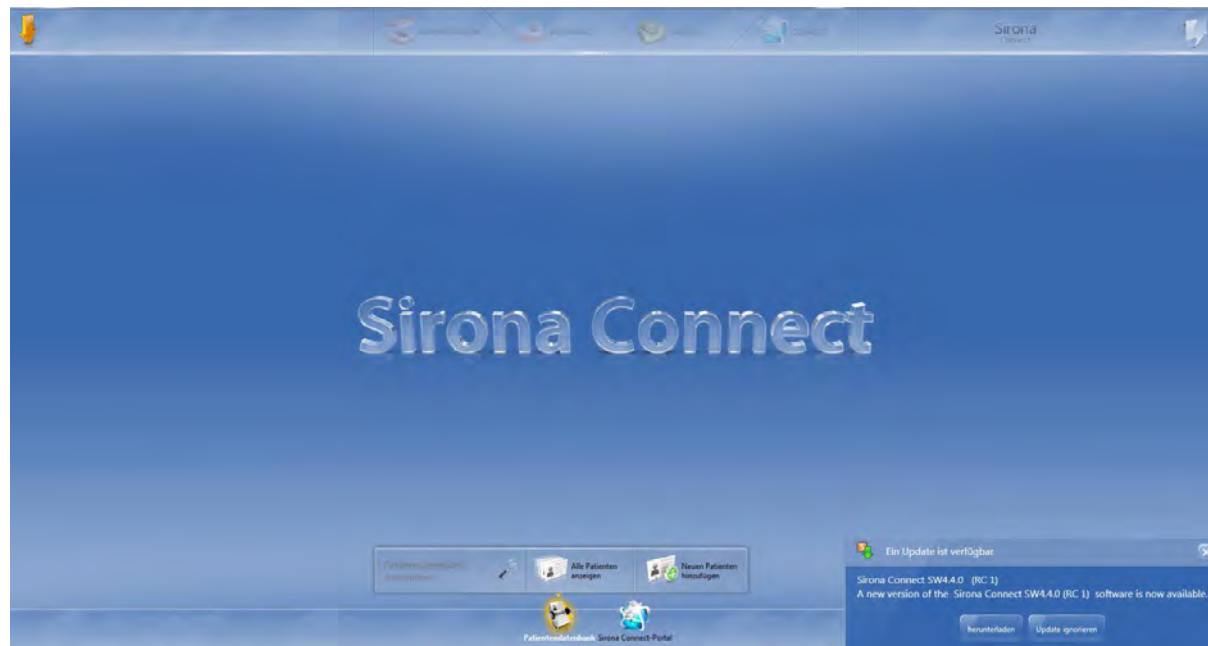 Sirona
Connect
Sirona Connect
Alle Patienten
anzeigen
Neuen Patienten
hinzufügen
Patientendatenbank
Sirona Connect-Portal
Ein Update ist verfügbar
Sirona Connect SW4.4.0 (RC 1)
A new version of the Sirona Connect SW4.4.0 (RC 1) software is now available.
herunterladen
Update ignorieren